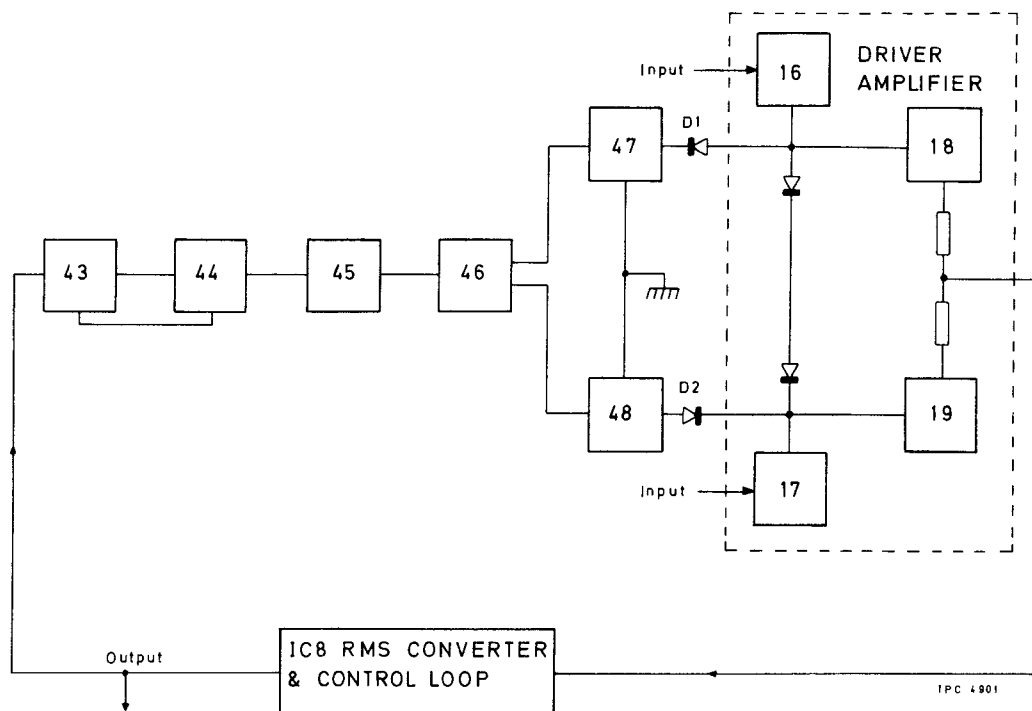 Input
16
DRIVER
AMPLIFIER
D1
47
18
43
44
45
46
D2
48
19
Input
17
Output
IC8 RMS CONVERTER
& CONTROL LOOP
TPC 4901